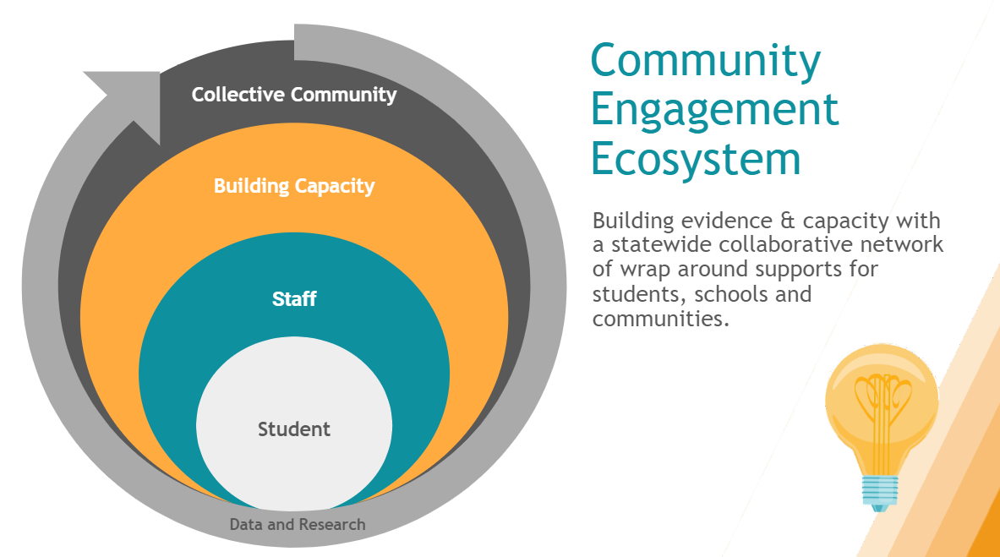 Collective Community
Building Capacity
Staff
Student
Data and Research
Community
Engagement
Ecosystem
Building evidence & capacity with
a statewide collaborative network
of wrap around supports for
students, schools and
communities.